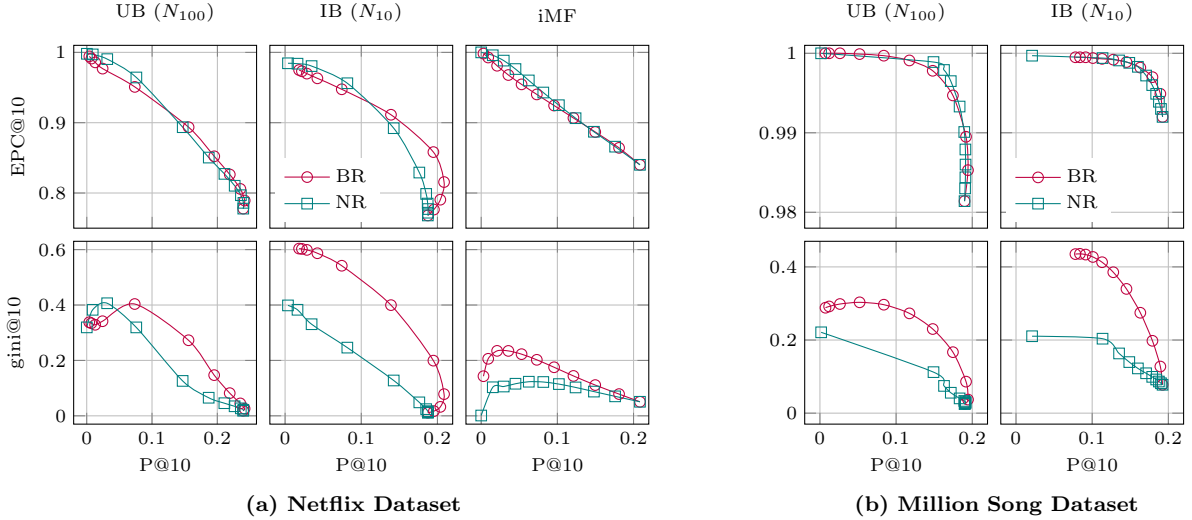 UB (N100) IB (N10) iMF UB (N100) IB (N10)
1 1
EPC@10 0.9 0.99
BR BR
NR NR
0.8 0.98
0.6
gini@10 0.4 0.4
0.2 0.2
0 0
0 0.1 0.2 0 0.1 0.2 0 0.1 0.2 0 0.1 0.2 0 0.1 0.2
P@10 P@10 P@10 P@10 P@10
(a) Netflix Dataset (b) Million Song Dataset